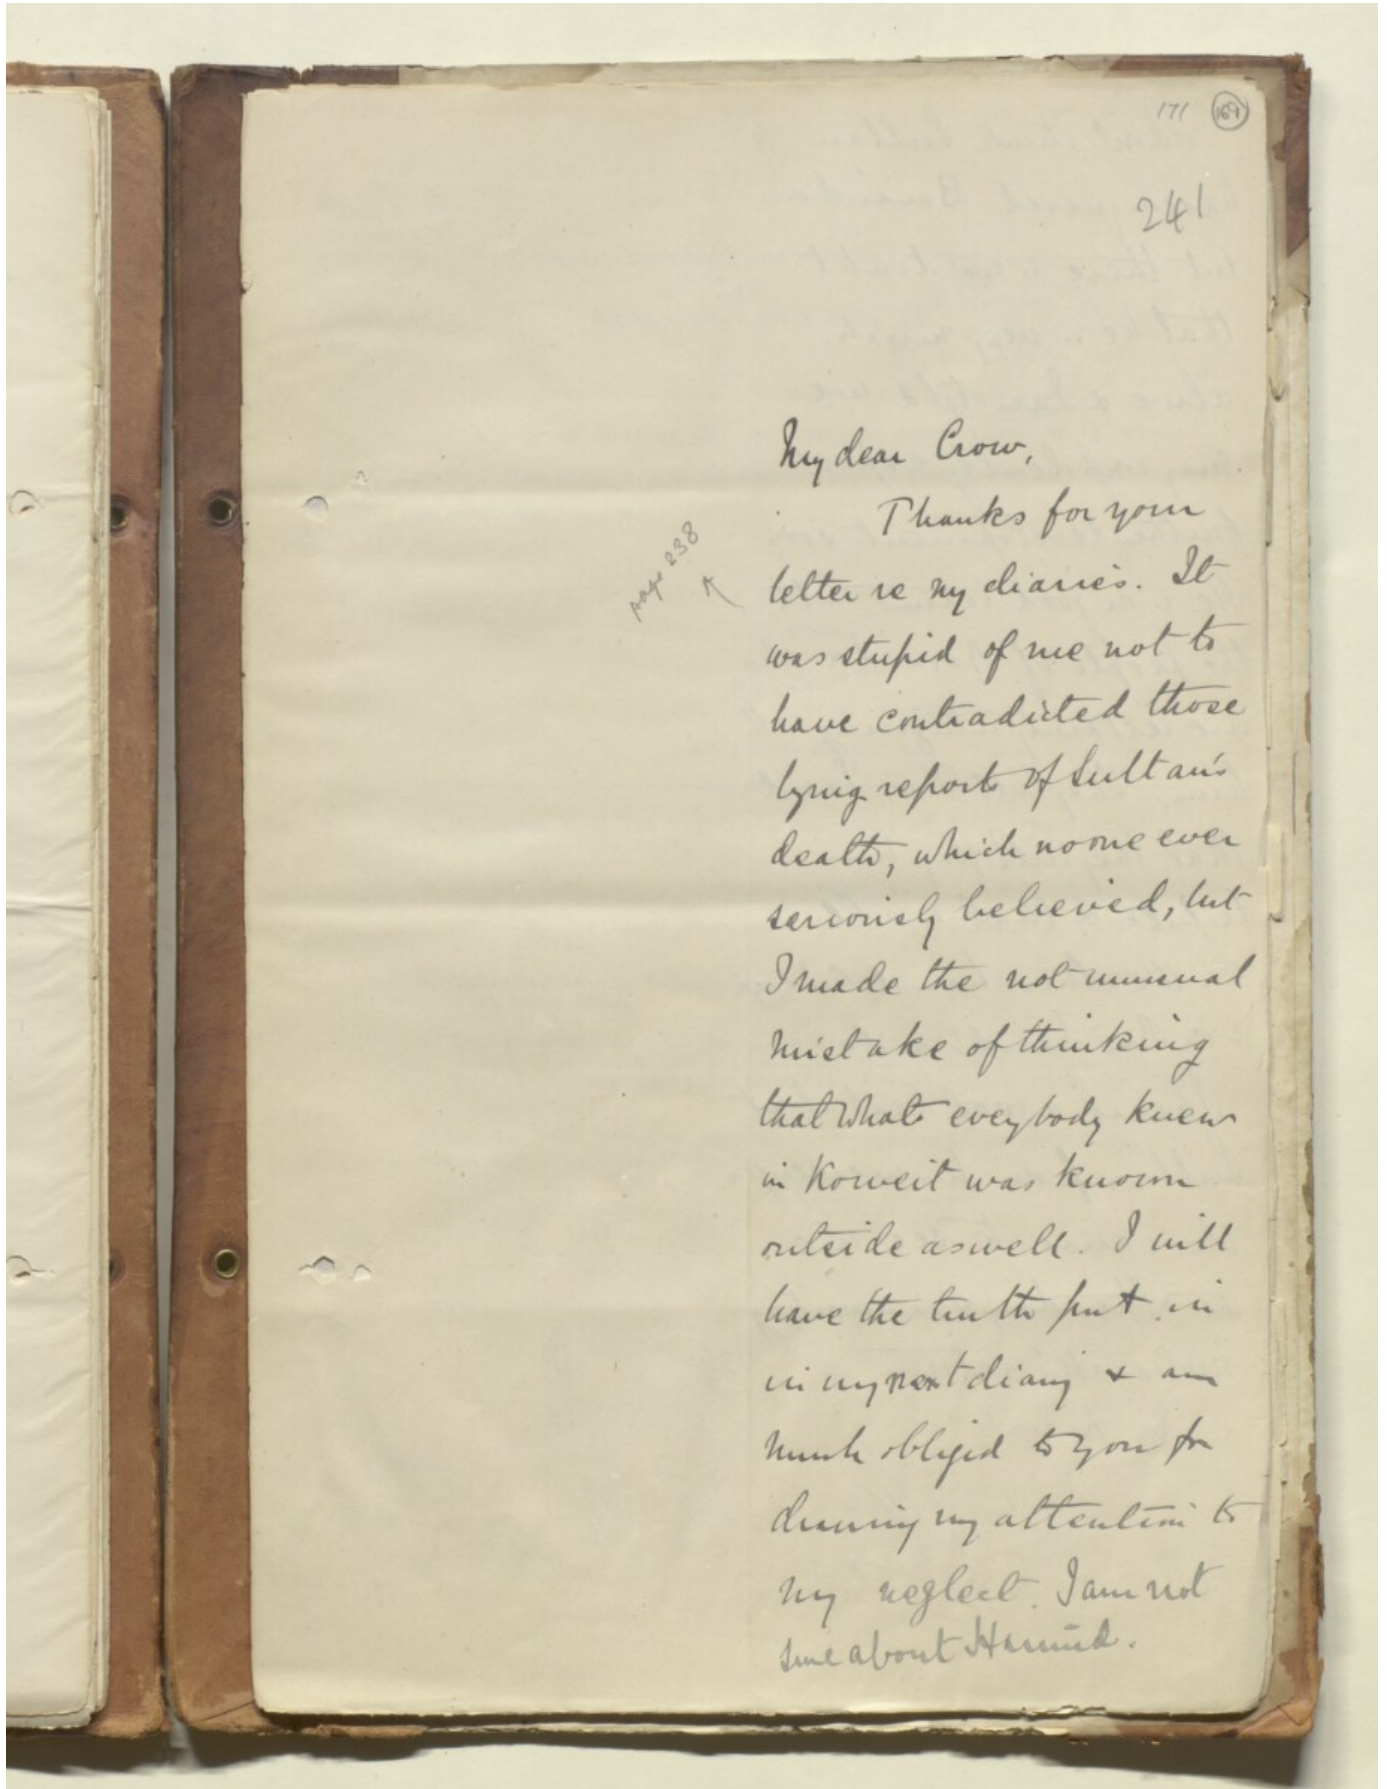 171 169
241
My dear Crow,
Thanks for your
page 238
letter re my diaries. It
was stupid of me not to
have contradicted those
lying reports of Sultan's
death, which no one ever
seriously believed, but
I made the not unusual
mistake of thinking
that what everybody knew
in Koweit was known
outside as well. I will
have the truth put in
in my next diary & am
much obliged to you for
drawing my attention to
my neglect. I am not
sure about Hamud.